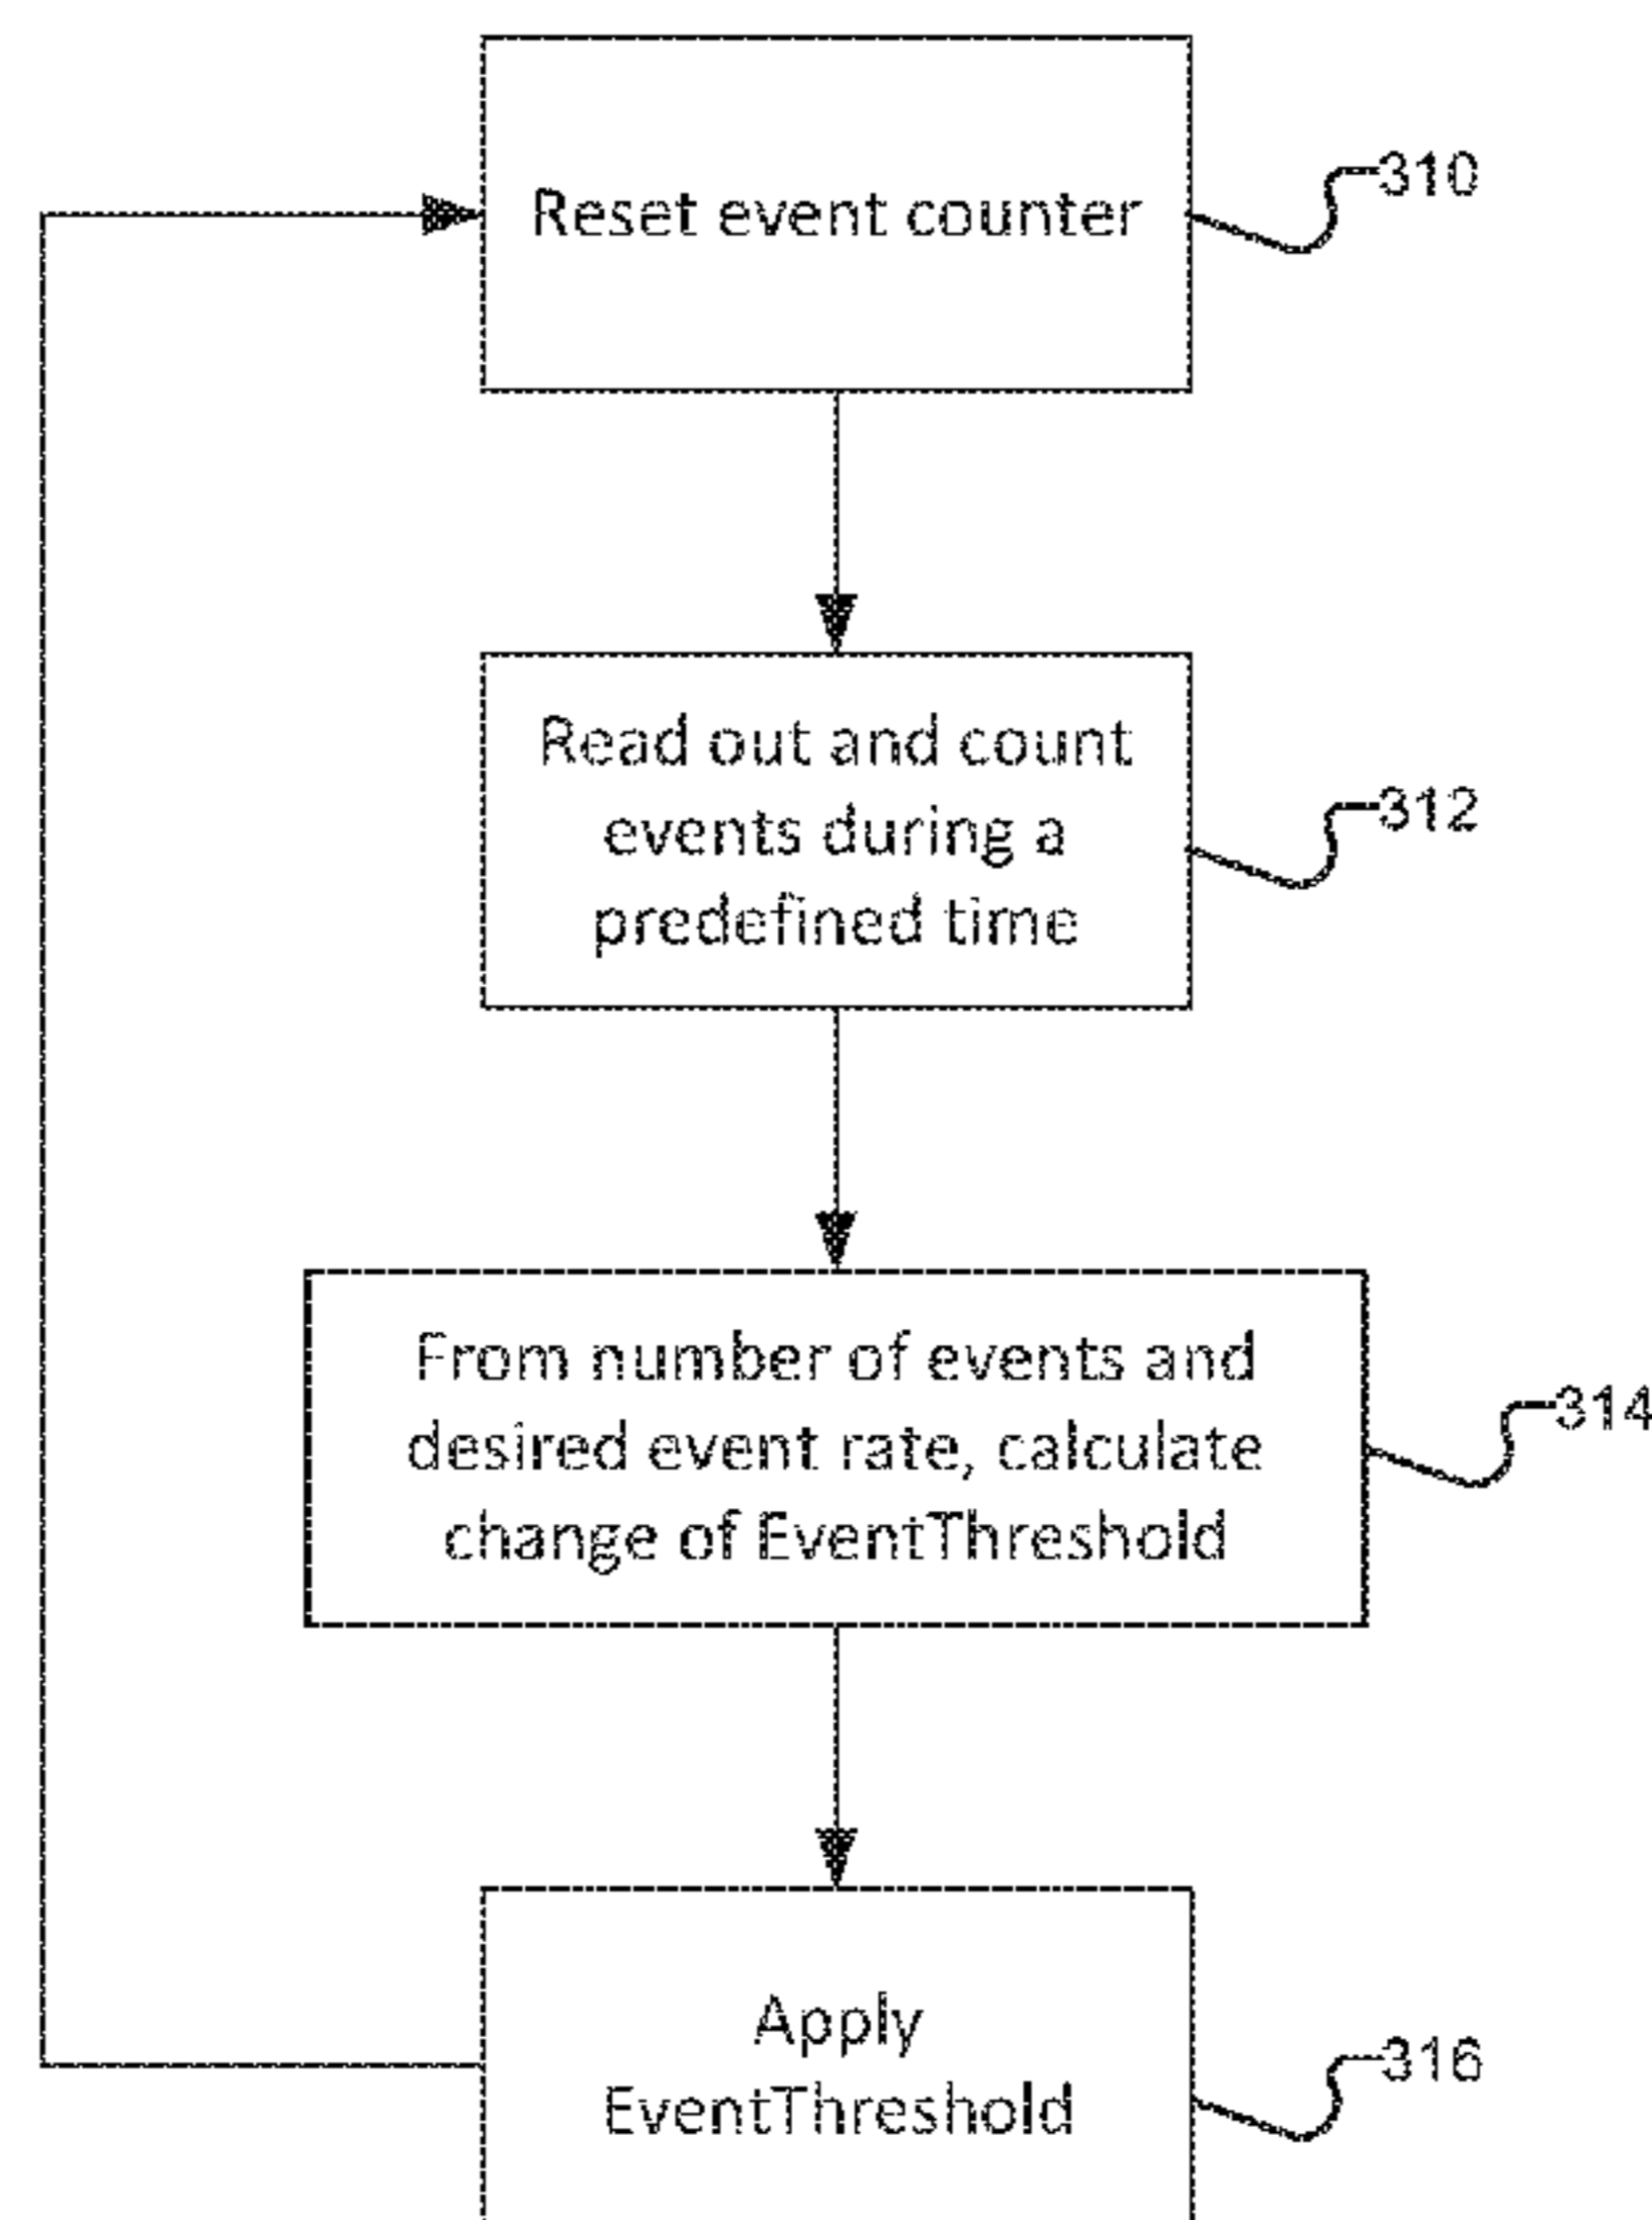 Reset event counter
310
Read out and count
events during a
predefined time
312
From number of events and
desired event rate, calculate
change of EventThreshold
314
Apply
EventThreshold
316